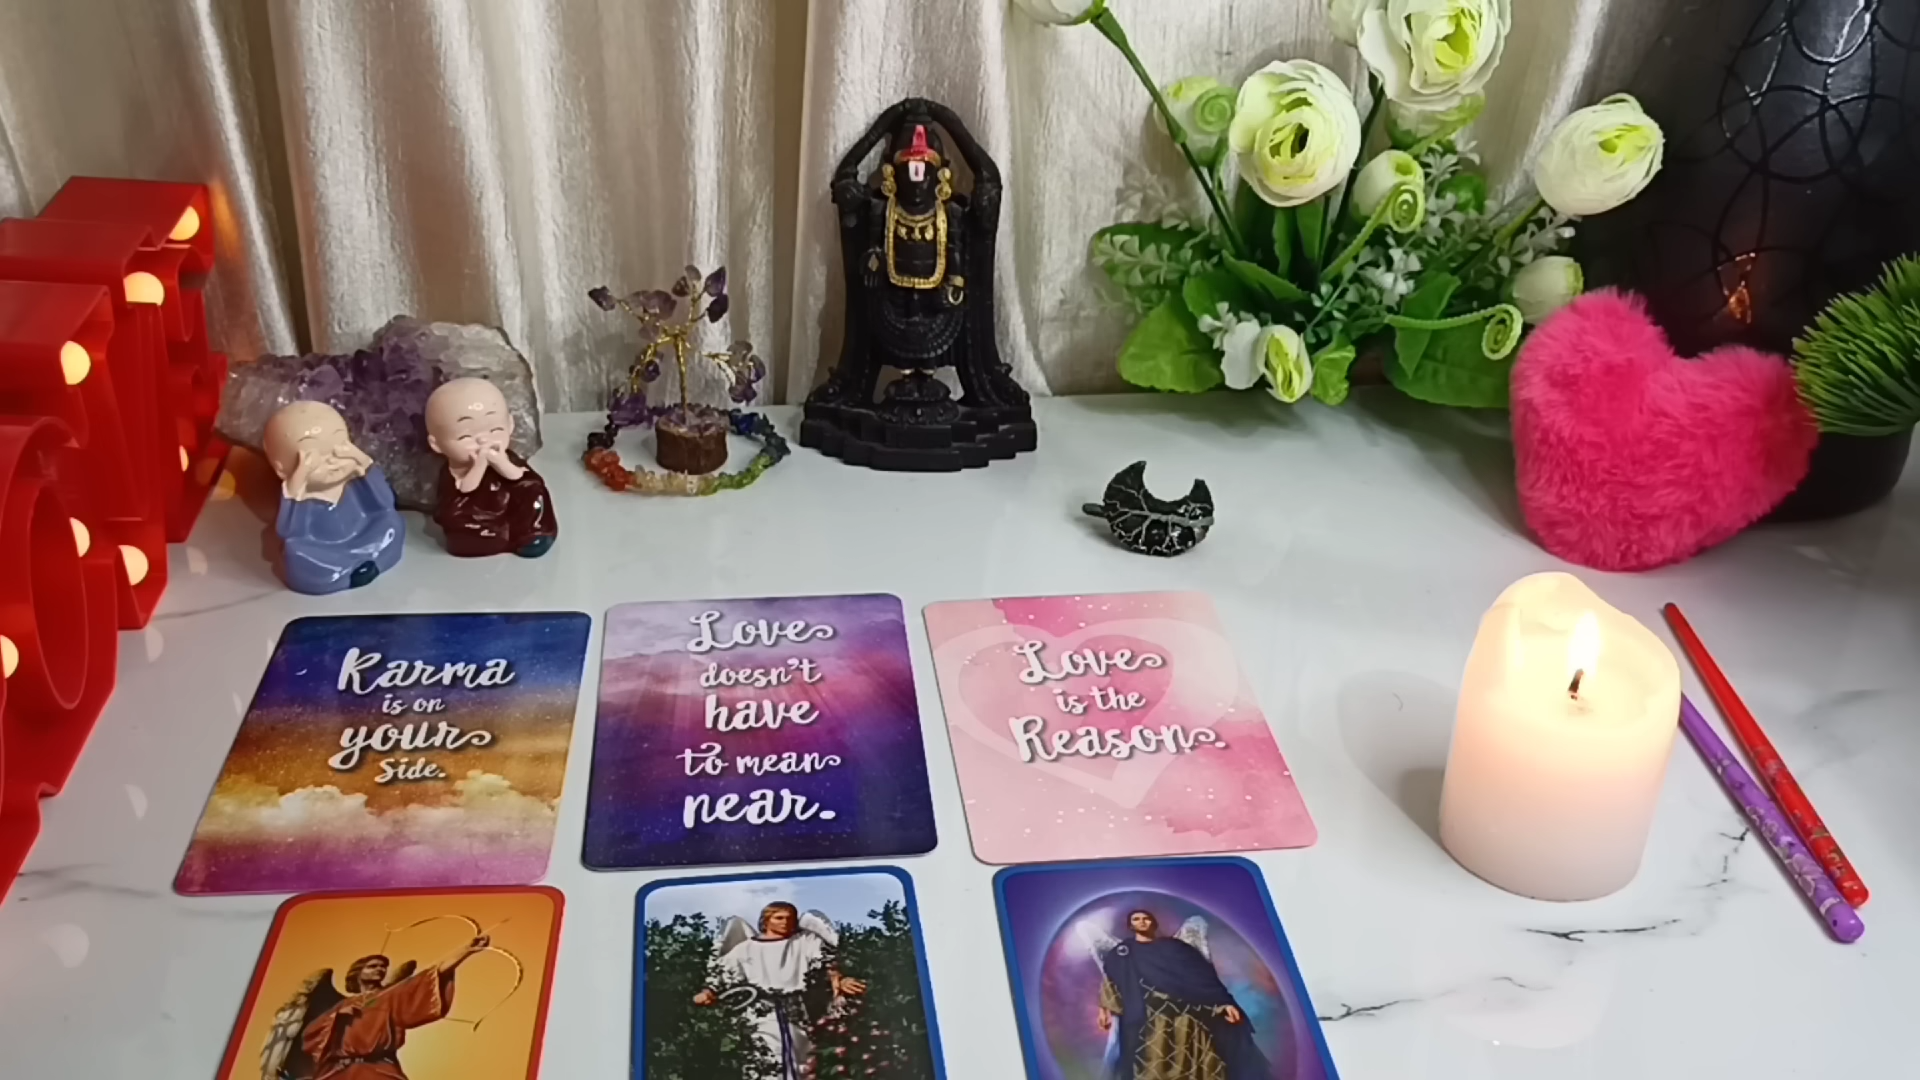 Karma
is on
your
Side.
Love
doesn't
have
to mean
near.
Love
is the
Reason.